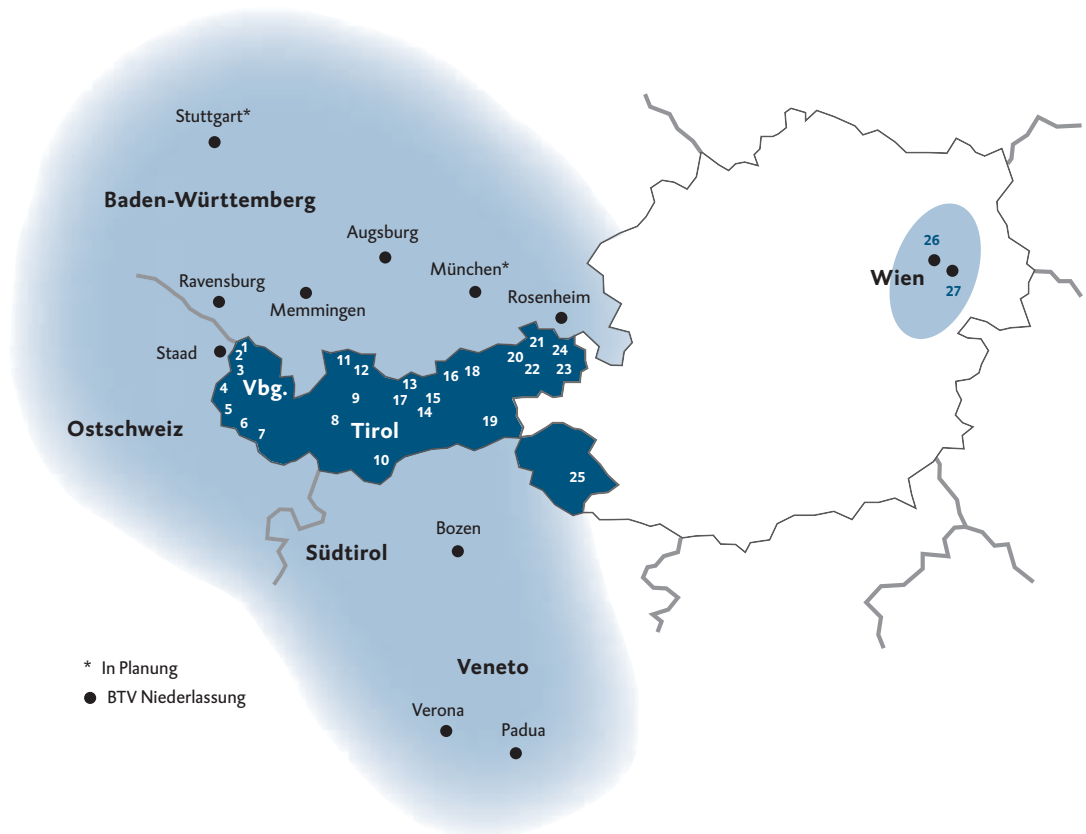 Stuttgart*
Baden-Württemberg
Augsburg
München*
Ravensburg
Memmingen
Rosenheim
Staad
26
Wien
27
1
2
3
4
Vbg.
5
6
7
11
12
9
8
Tirol
10
13
17
15
14
16
18
20
21
24
22
23
19
25
Ostschweiz
Südtirol
Bozen
Veneto
Verona
Padua
* In Planung
BTV Niederlassung